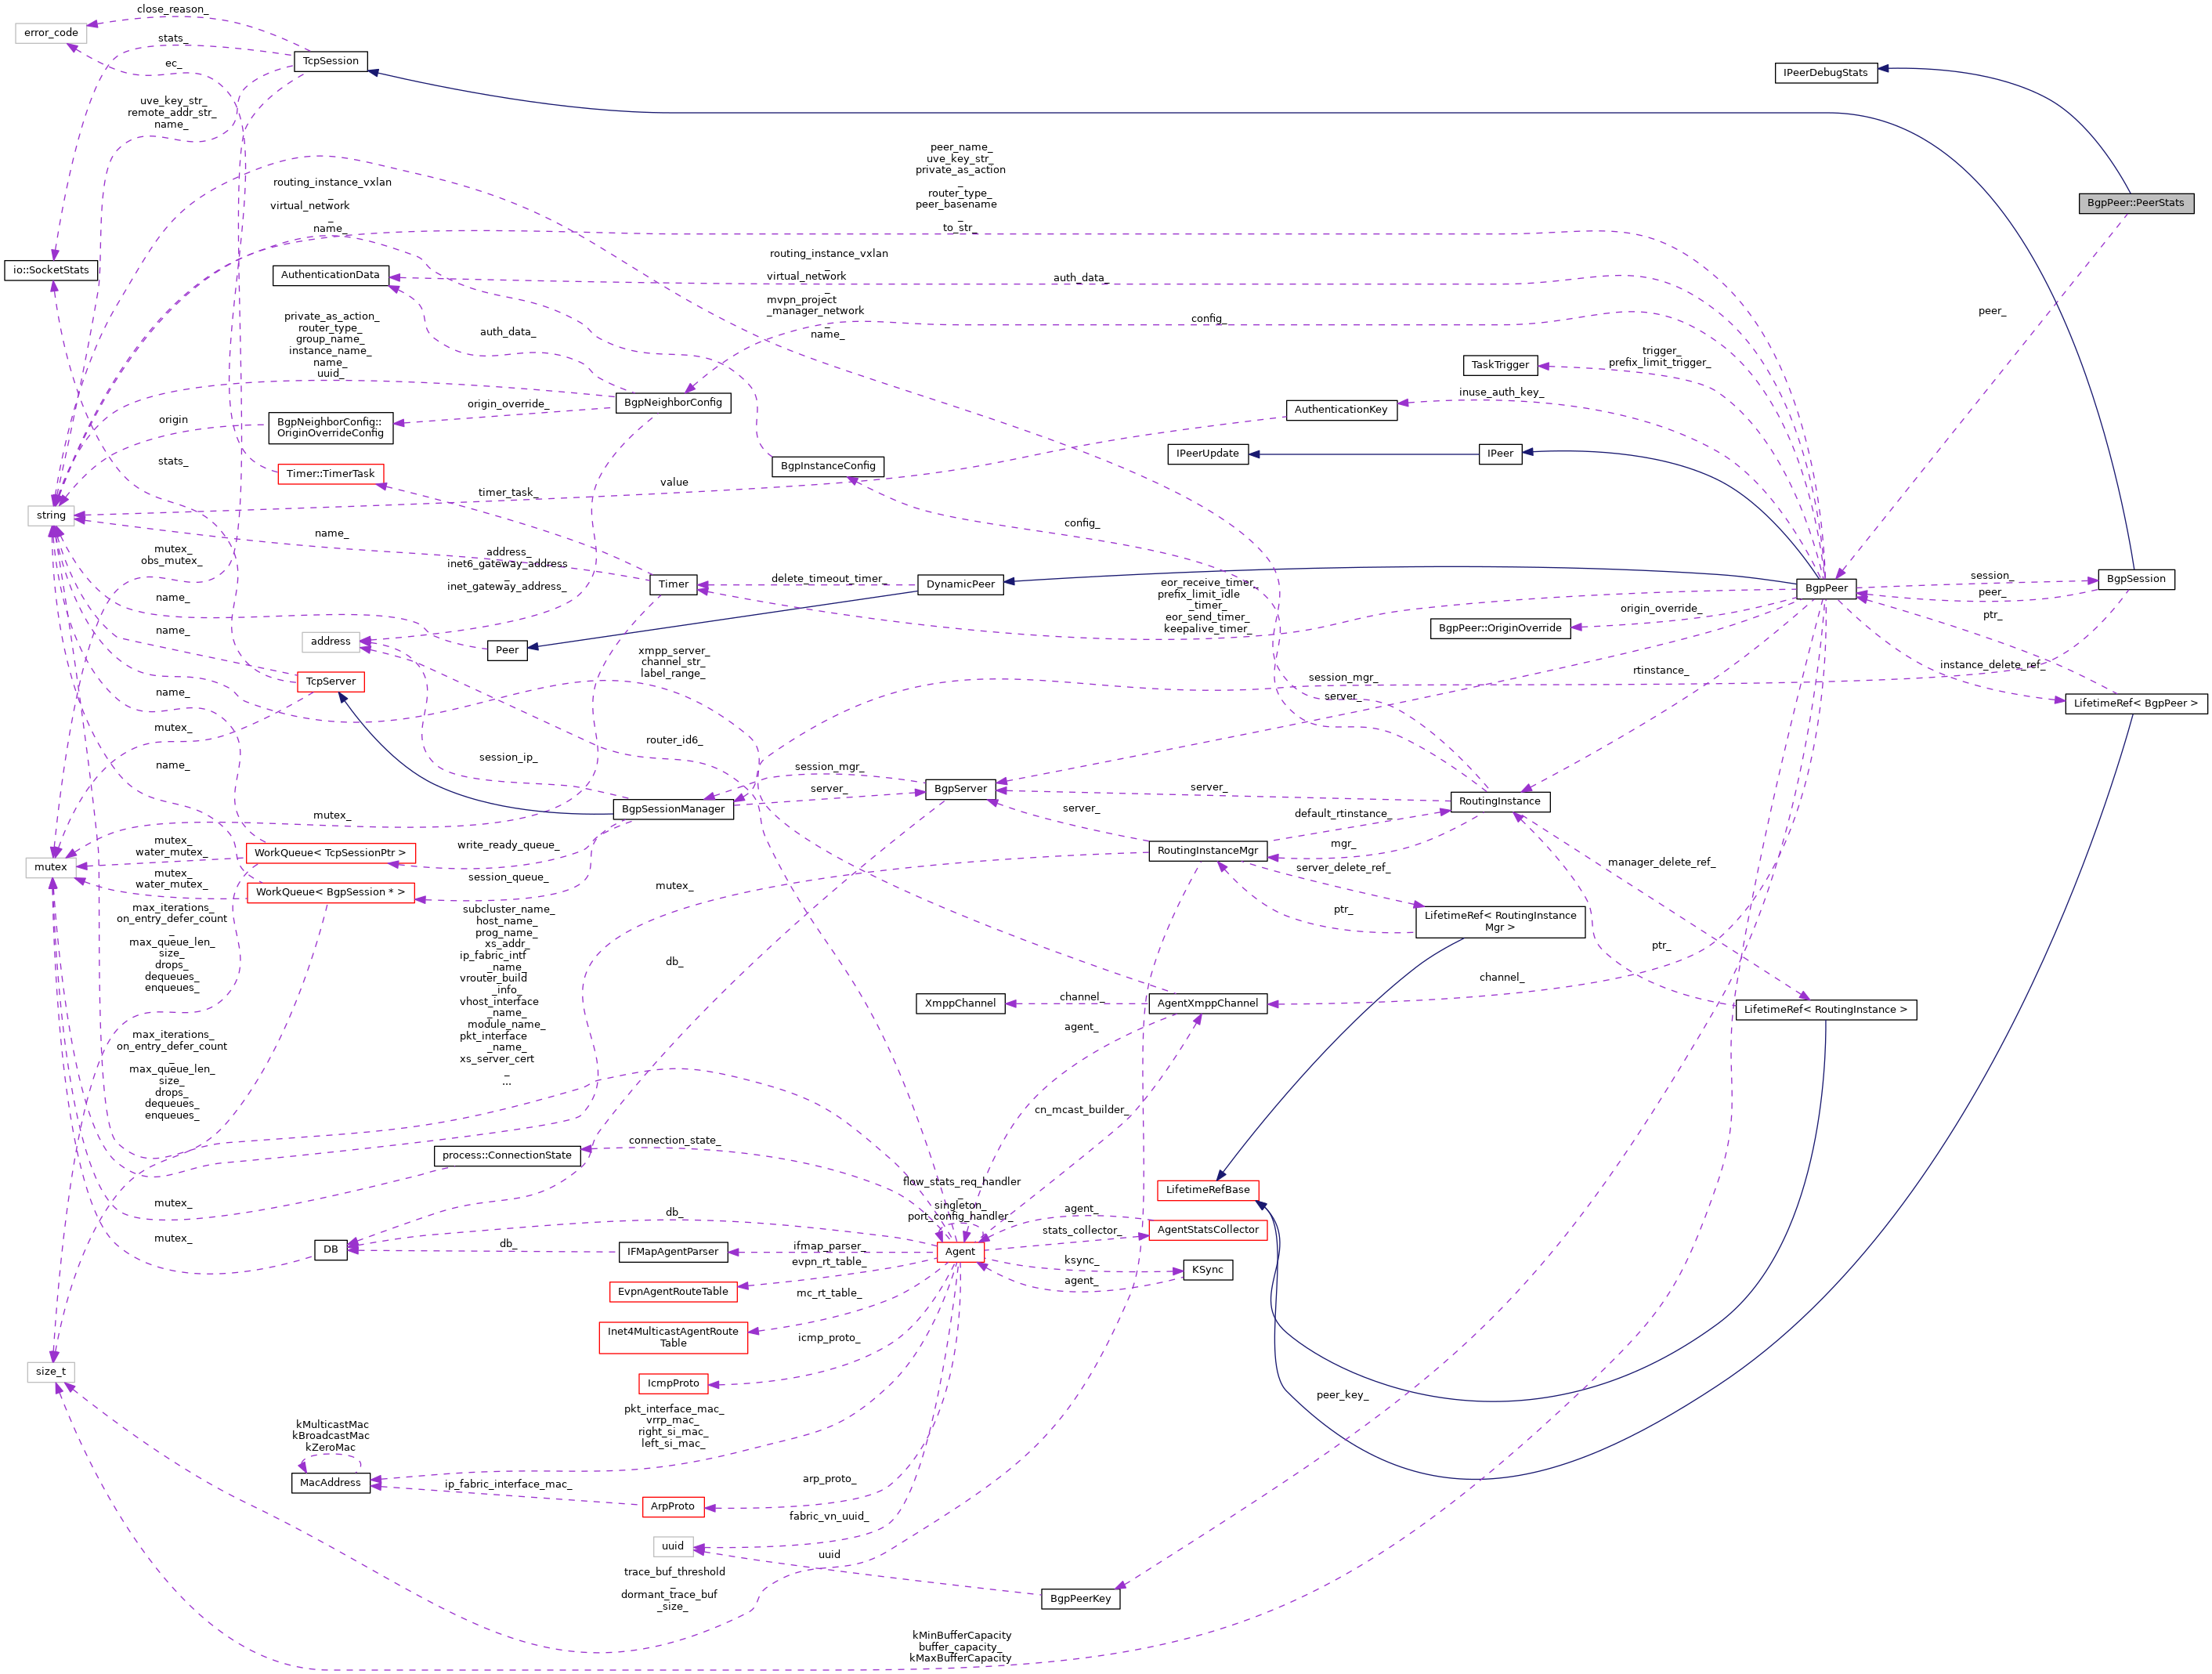 close_reason_
error_code
stats_
TcpSession
ec_
IPeerDebugStats
uve_key_str_
remote_addr_str_
name_
peer_name_
uve_key_str_
private_as_action
_
router_type_
peer_basename
_
to_str_
routing_instance_vxlan
_
virtual_network
_
name_
BgpPeer::PeerStats
io::SocketStats
AuthenticationData
routing_instance_vxlan
_
virtual_network
_
mvpn_project
_manager_network
_
name_
auth_data_
config_
peer_
private_as_action_
router_type_
group_name_
instance_name_
name_
uuid_
auth_data_
TaskTrigger
trigger_
prefix_limit_trigger_
BgpNeighborConfig
origin_override_
AuthenticationKey
inuse_auth_key_
origin
BgpNeighborConfig::
OriginOverrideConfig
IPeerUpdate
IPeer
stats_
Timer::TimerTask
BgpInstanceConfig
value
timer_task_
string
config_
name_
mutex_
obs_mutex_
address_
inet6_gateway_address
_
inet_gateway_address_
Timer
delete_timeout_timer_
DynamicPeer
eor_receive_timer_
prefix_limit_idle
_timer_
eor_send_timer_
keepalive_timer_
BgpPeer
session_
peer_
BgpSession
name_
origin_override_
ptr_
BgpPeer::OriginOverride
name_
address
Peer
xmpp_server_
channel_str_
label_range_
instance_delete_ref_
TcpServer
name_
session_mgr_
rtinstance_
server_
LifetimeRef< BgpPeer >
mutex_
router_id6_
name_
session_ip_
session_mgr_
BgpServer
server_
server_
BgpSessionManager
RoutingInstance
mutex_
server_
default_rtinstance_
mutex_
water_mutex_
WorkQueue< TcpSessionPtr >
write_ready_queue_
RoutingInstanceMgr
mgr_
manager_delete_ref_
mutex
server_delete_ref_
mutex_
water_mutex_
WorkQueue< BgpSession * >
session_queue_
mutex_
max_iterations_
on_entry_defer_count
_
max_queue_len_
size_
drops_
dequeues_
enqueues_
subcluster_name_
host_name_
prog_name_
xs_addr_
ip_fabric_intf
_name_
vrouter_build
_info_
vhost_interface
_name_
module_name_
pkt_interface
_name_
xs_server_cert
_
...
ptr_
LifetimeRef< RoutingInstance
Mgr >
ptr_
db_
channel_
XmppChannel
channel_
AgentXmppChannel
LifetimeRef< RoutingInstance >
agent_
max_iterations_
on_entry_defer_count
_
max_queue_len_
size_
drops_
dequeues_
enqueues_
cn_mcast_builder_
connection_state_
process::ConnectionState
flow_stats_req_handler
_
singleton_
port_config_handler_
LifetimeRefBase
mutex_
db_
agent_
AgentStatsCollector
stats_collector_
mutex_
DB
db_
IFMapAgentParser
ifmap_parser_
Agent
ksync_
evpn_rt_table_
KSync
agent_
EvpnAgentRouteTable
mc_rt_table_
Inet4MulticastAgentRoute
Table
icmp_proto_
size_t
IcmpProto
peer_key_
pkt_interface_mac_
vrrp_mac_
right_si_mac_
left_si_mac_
kMulticastMac
kBroadcastMac
kZeroMac
MacAddress
ip_fabric_interface_mac_
arp_proto_
ArpProto
fabric_vn_uuid_
uuid
uuid
trace_buf_threshold
_
dormant_trace_buf
_size_
BgpPeerKey
kMinBufferCapacity
buffer_capacity_
kMaxBufferCapacity